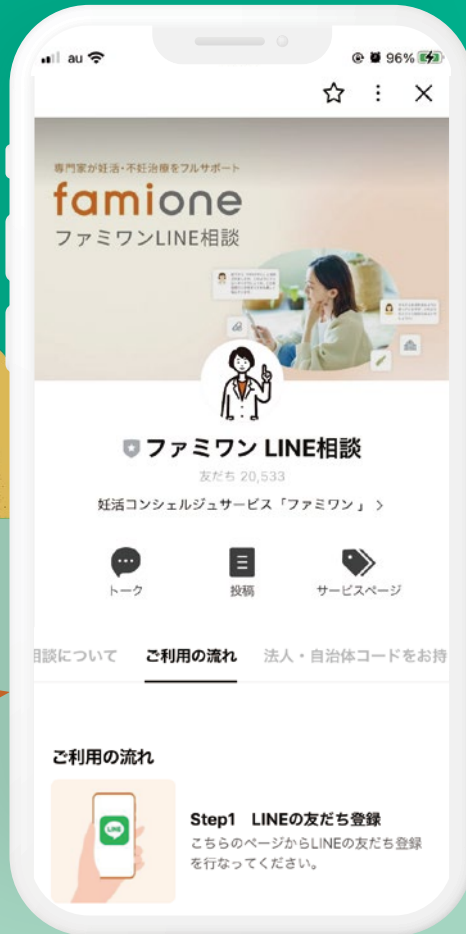 au
96%
専門家が妊活・不妊治療をフルサポート
famione
ファミワンLINE相談
ファミワン LINE相談
友だち 20,533
妊活コンシェルジュサービス「ファミワン 」 >
トーク
投稿
サービスページ
相談について
ご利用の流れ
法人・自治体コードをお持
ご利用の流れ
Step1 LINEの友だち登録
こちらのページからLINEの友だち登録
を行なってください。
LINE